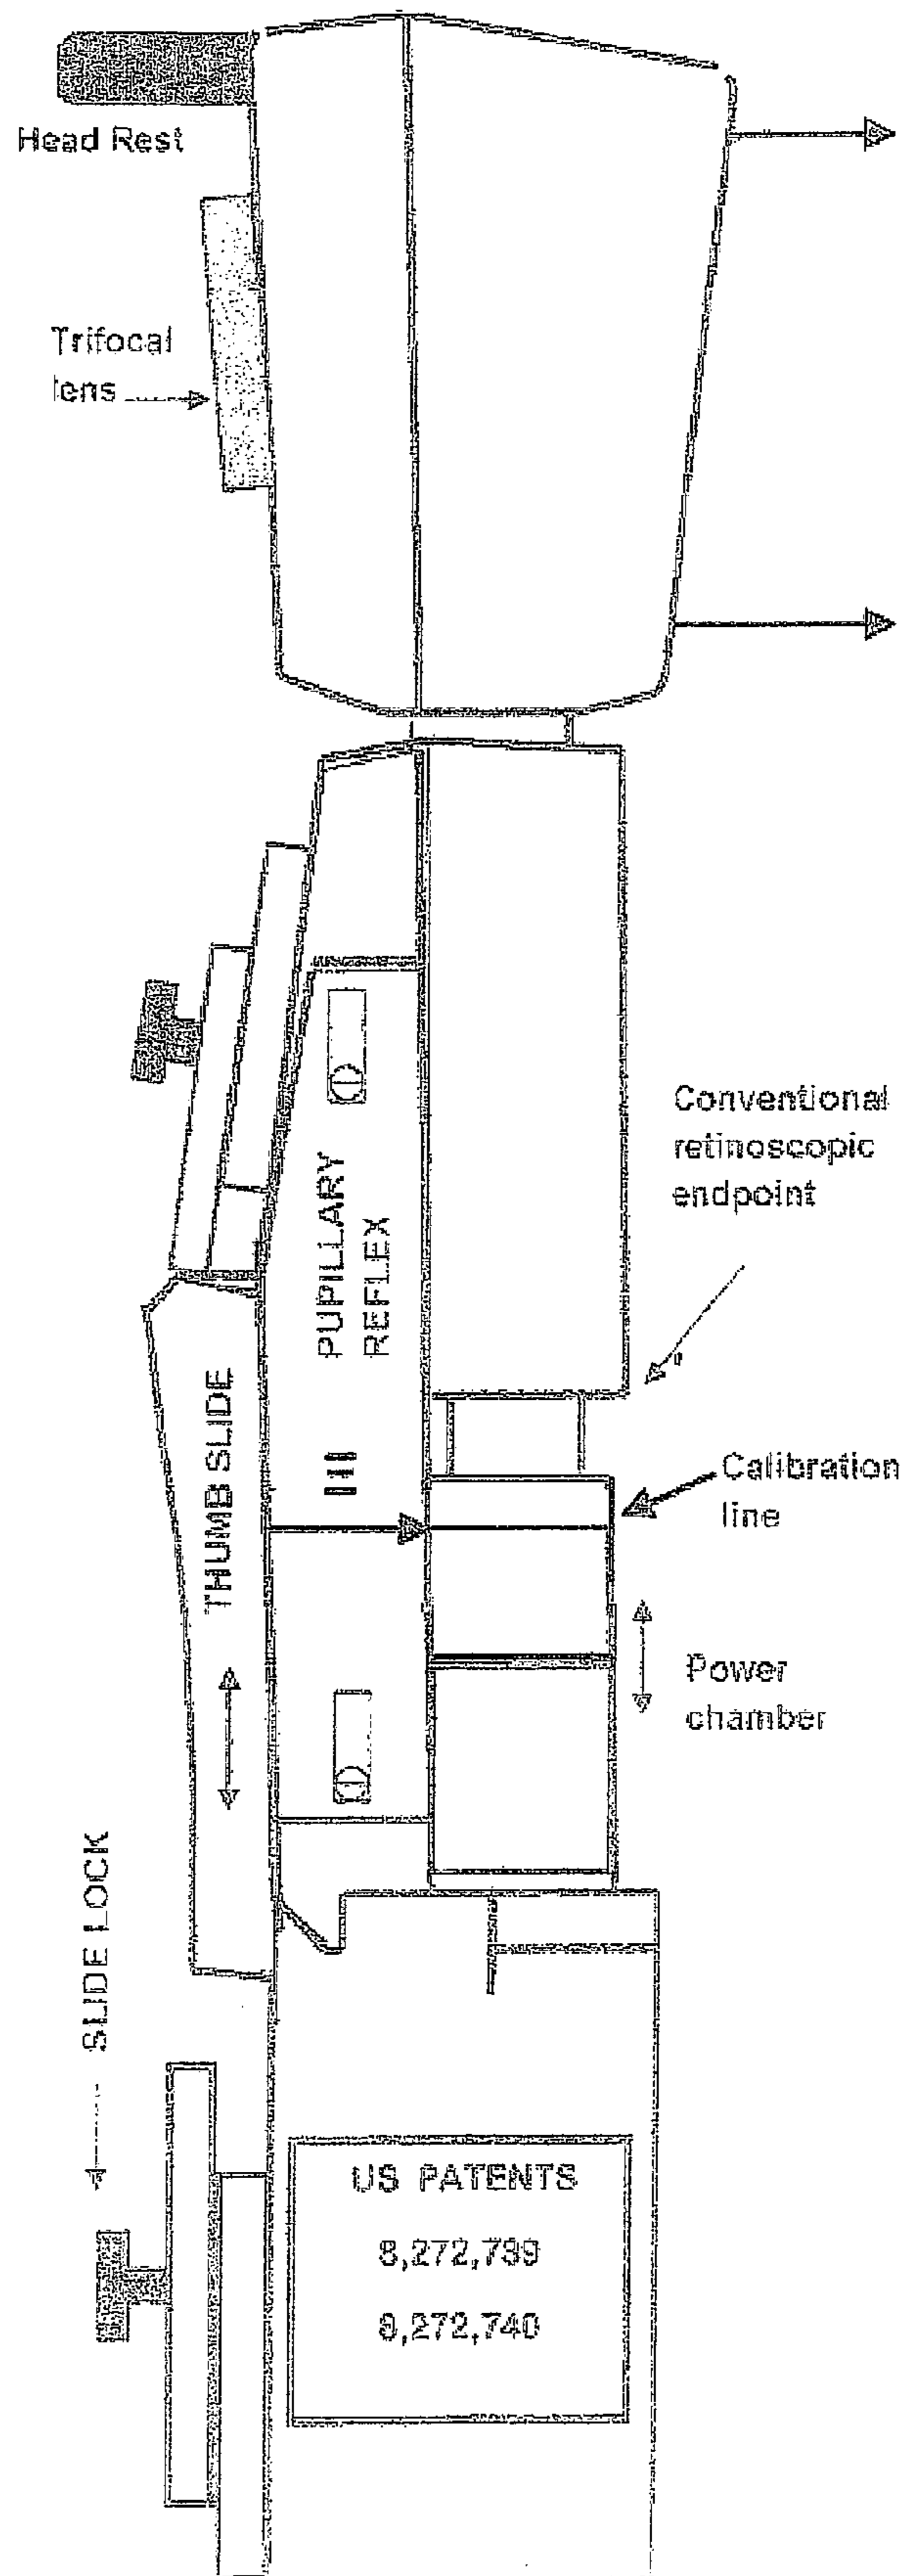 Head Rest
Trifocal
lens
Conventional
retinoscopic
endpoint
PUPILLARY
REFLEX
THUMB SLIDE
Calibration
line
Power
chamber
SLIDE LOCK
US PATENTS
8,272,739
8,272,740